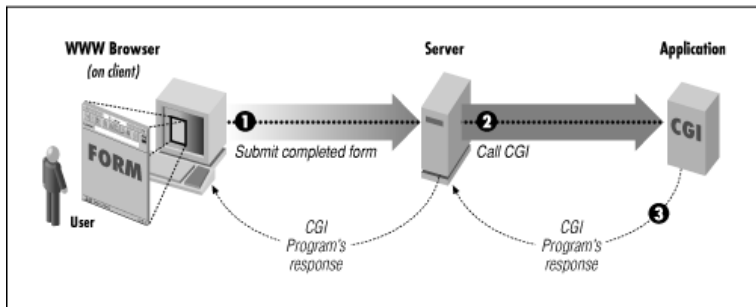 WWW Browser
(on client)
Server
Application
1
2
CGI
FORM
Submit completed form
Call CGI
User
3
CGI
Program's
response
CGI
Program's
response